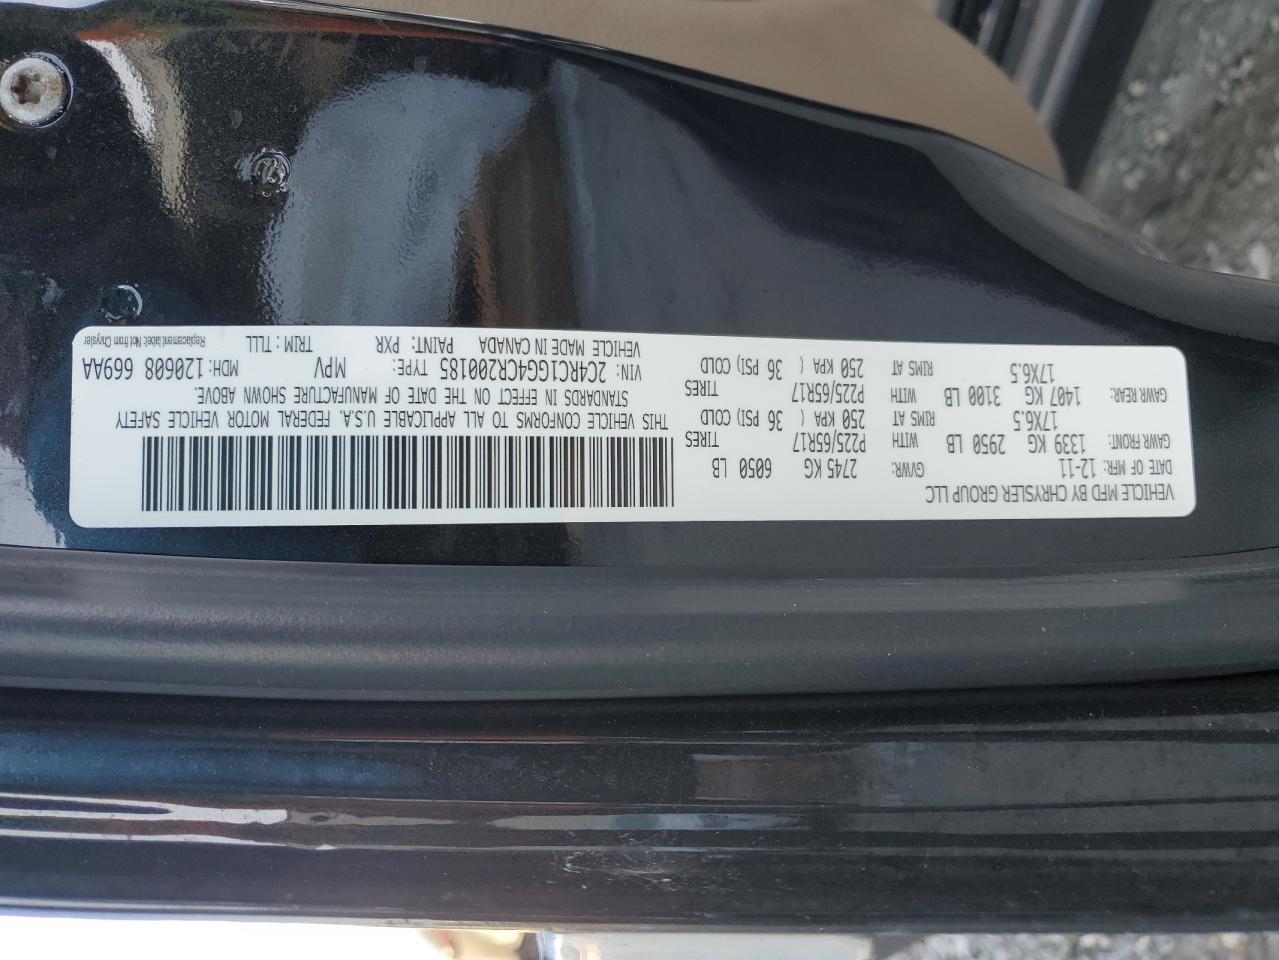 VEHICLE MFD BY CHRYSLER GROUP LLC
DATE OF MFR: GVWR:
12-11 2745 KG 6050 LB
GAWR FRONT: WITH TIRES
1339 KG 2950 LB P225/65R17
RIMS AT COLD
17X6.5 250 KPA ( 36 PSI)
GAWR REAR: WITH TIRES
1407 KG 3100 LB P225/65R17
RIMS AT COLD
17X6.5 250 KPA ( 36 PSI)
THIS VEHICLE CONFORMS TO ALL APPLICABLE U.S.A. FEDERAL MOTOR VEHICLE SAFETY
STANDARDS IN EFFECT ON THE DATE OF MANUFACTURE SHOWN ABOVE.
VIN: 2C4RC1GG4CR200185 TYPE: MPV MDH: 120608 669AA
VEHICLE MADE IN CANADA PAINT: PXR TRIM: TLLL Replacement label: Not from Chrysler